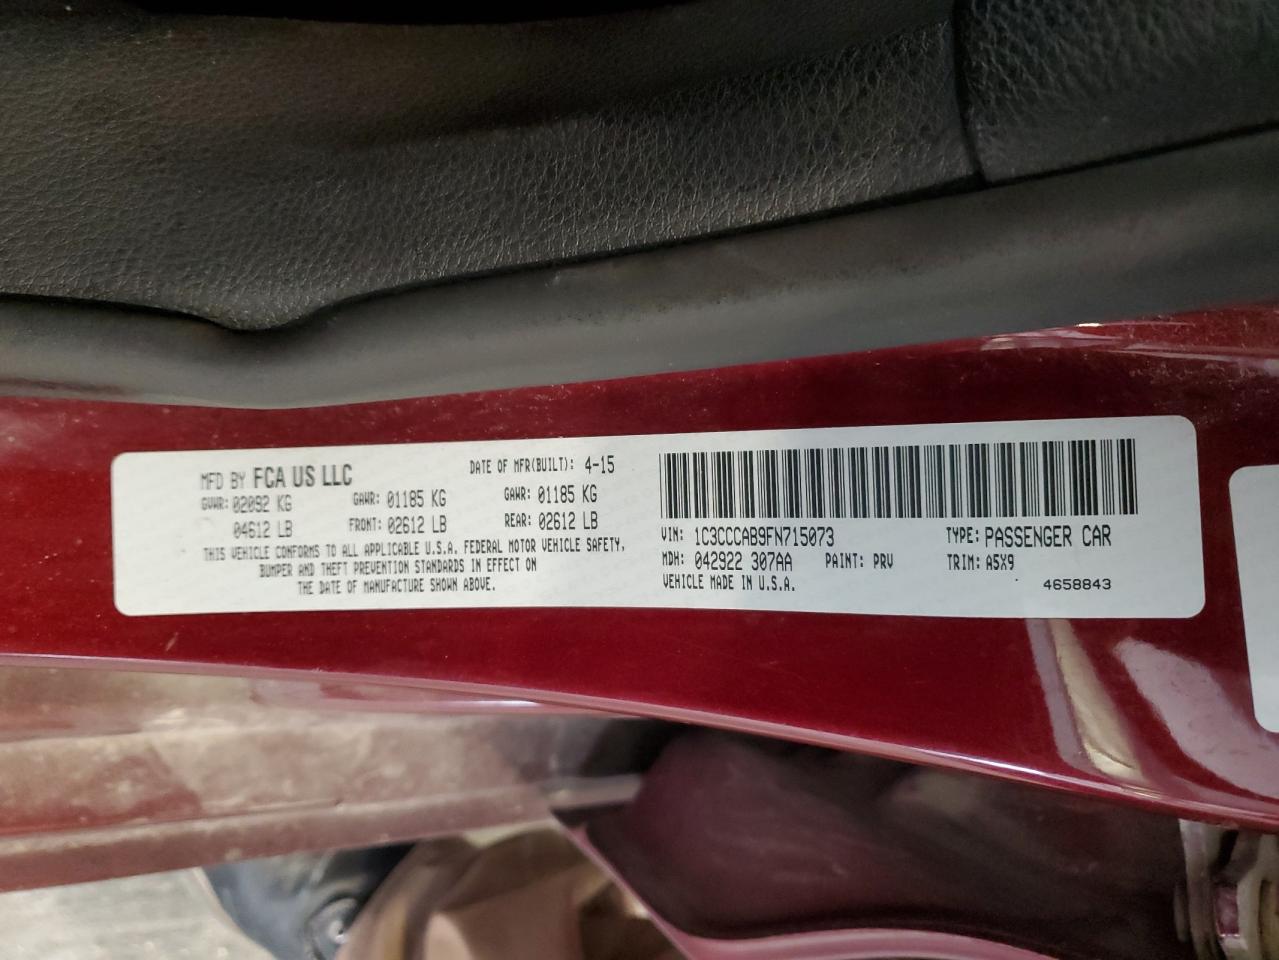 MFD BY FCA US LLC DATE OF MFR(BUILT): 4-15
GVWR: 02092 KG GAWR: 01185 KG GAWR: 01185 KG
04612 LB FRONT: 02612 LB REAR: 02612 LB
THIS VEHICLE CONFORMS TO ALL APPLICABLE U.S.A. FEDERAL MOTOR VEHICLE SAFETY,
BUMPER AND THEFT PREVENTION STANDARDS IN EFFECT ON
THE DATE OF MANUFACTURE SHOWN ABOVE.
VIN: 1C3CCCAB9FN715073 TYPE: PASSENGER CAR
MDH: 042922 307AA PAINT: PRV TRIM: A5X9
VEHICLE MADE IN U.S.A. 4658843